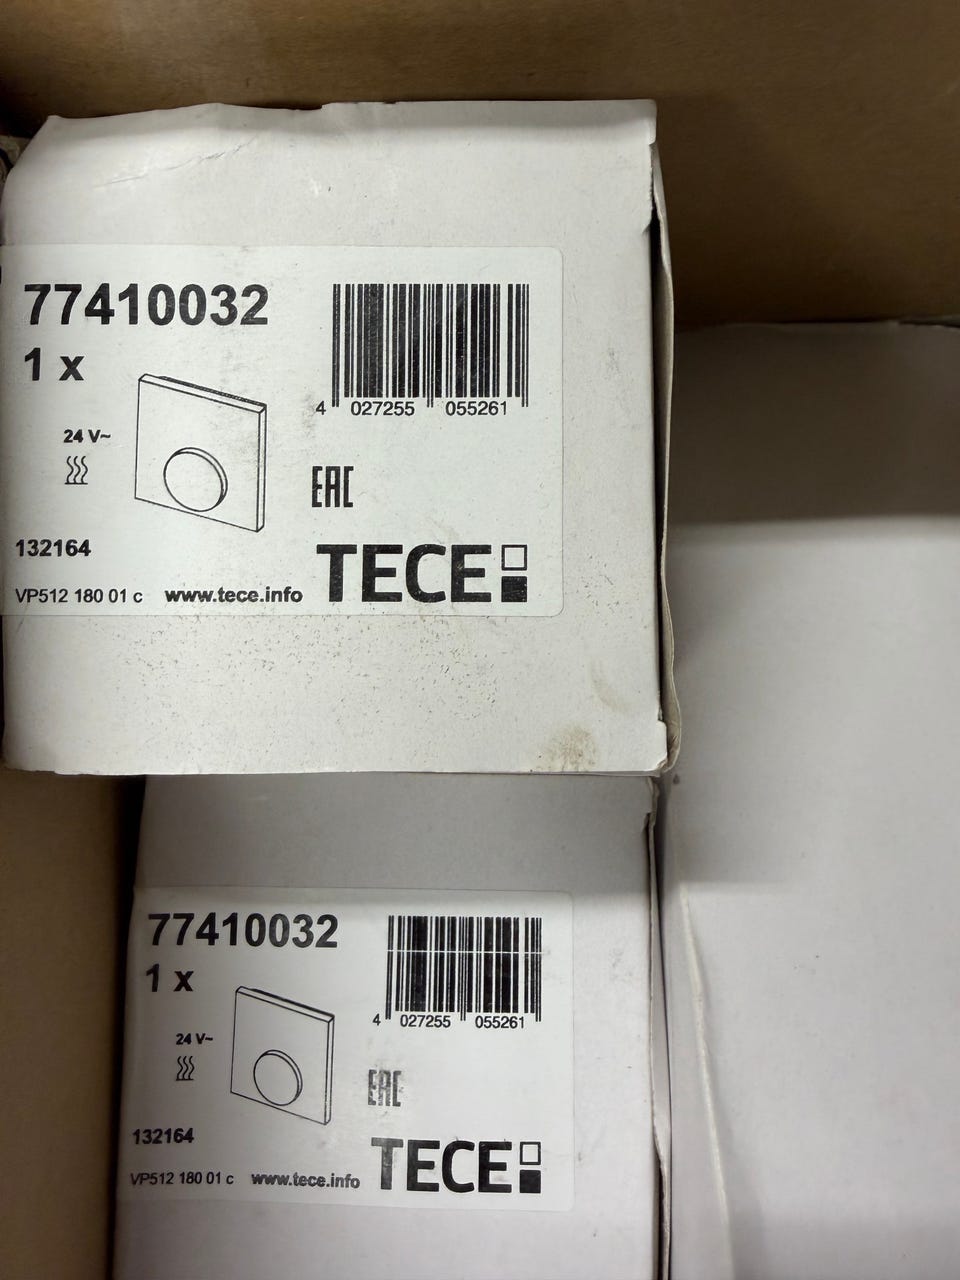 77410032
1 x
24 V~
4 027255 055261
EAC
132164
VP512 180 01 c www.tece.info
TECE
77410032
1 x
24 V~
4 027255 055261
EAC
132164
VP512 180 01 c www.tece.info
TECE